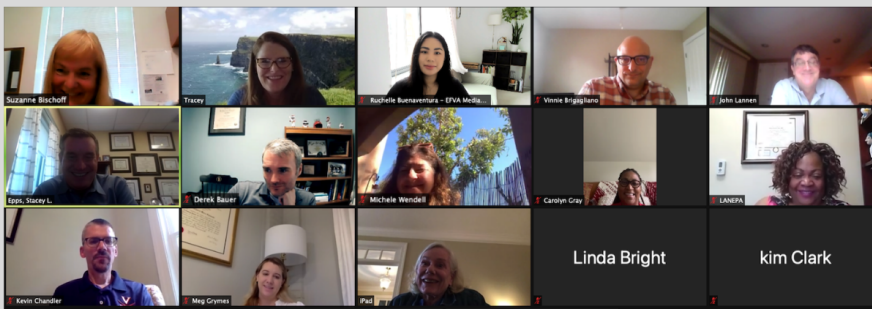 Suzanne Bischoff
Tracey
Ruchelle Buenaventura - EFVA Media...
Vinnie Brigagliano
John Lannen
Epps, Stacey L.
Derek Bauer
Michele Wendell
Carolyn Gray
LANEPA
Kevin Chandler
Meg Grymes
iPad
Linda Bright
kim Clark